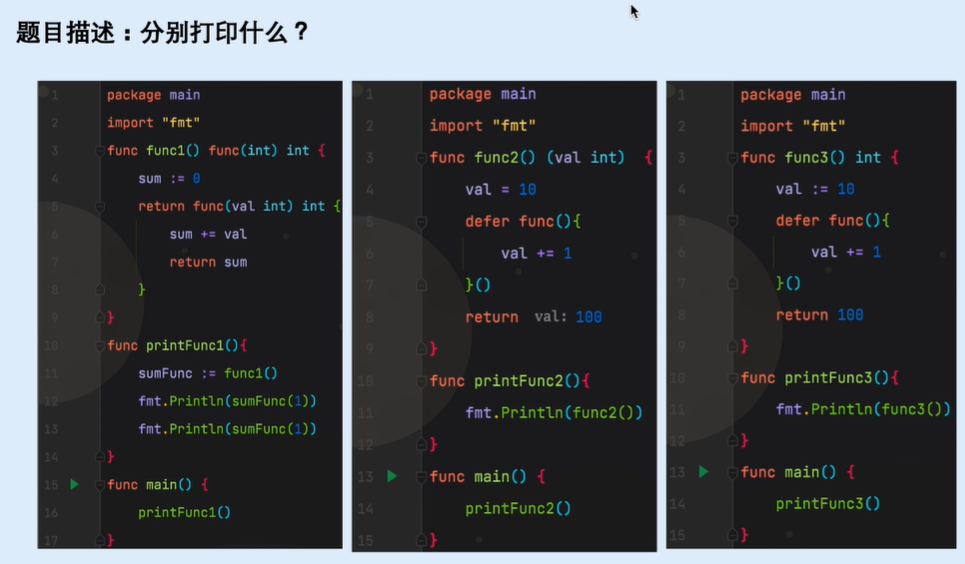 题目描述：分别打印什么？
1 package main
2 import "fmt"
3 func func1() func(int) int {
4 sum := 0
5 return func(val int) int {
6 sum += val
7 return sum
8 }
9 }
10 func printFunc1(){
11 sumFunc := func1()
12 fmt.Println(sumFunc(1))
13 fmt.Println(sumFunc(1))
14 }
15 func main() {
16 printFunc1()
17 }
1 package main
2 import "fmt"
3 func func2() (val int) {
4 val = 10
5 defer func(){
6 val += 1
7 }()
8 return val: 100
9 }
10 func printFunc2(){
11 fmt.Println(func2())
12 }
13 func main() {
14 printFunc2()
15 }
1 package main
2 import "fmt"
3 func func3() int {
4 val := 10
5 defer func(){
6 val += 1
7 }()
8 return 100
9 }
10 func printFunc3(){
11 fmt.Println(func3())
12 }
13 func main() {
14 printFunc3()
15 }